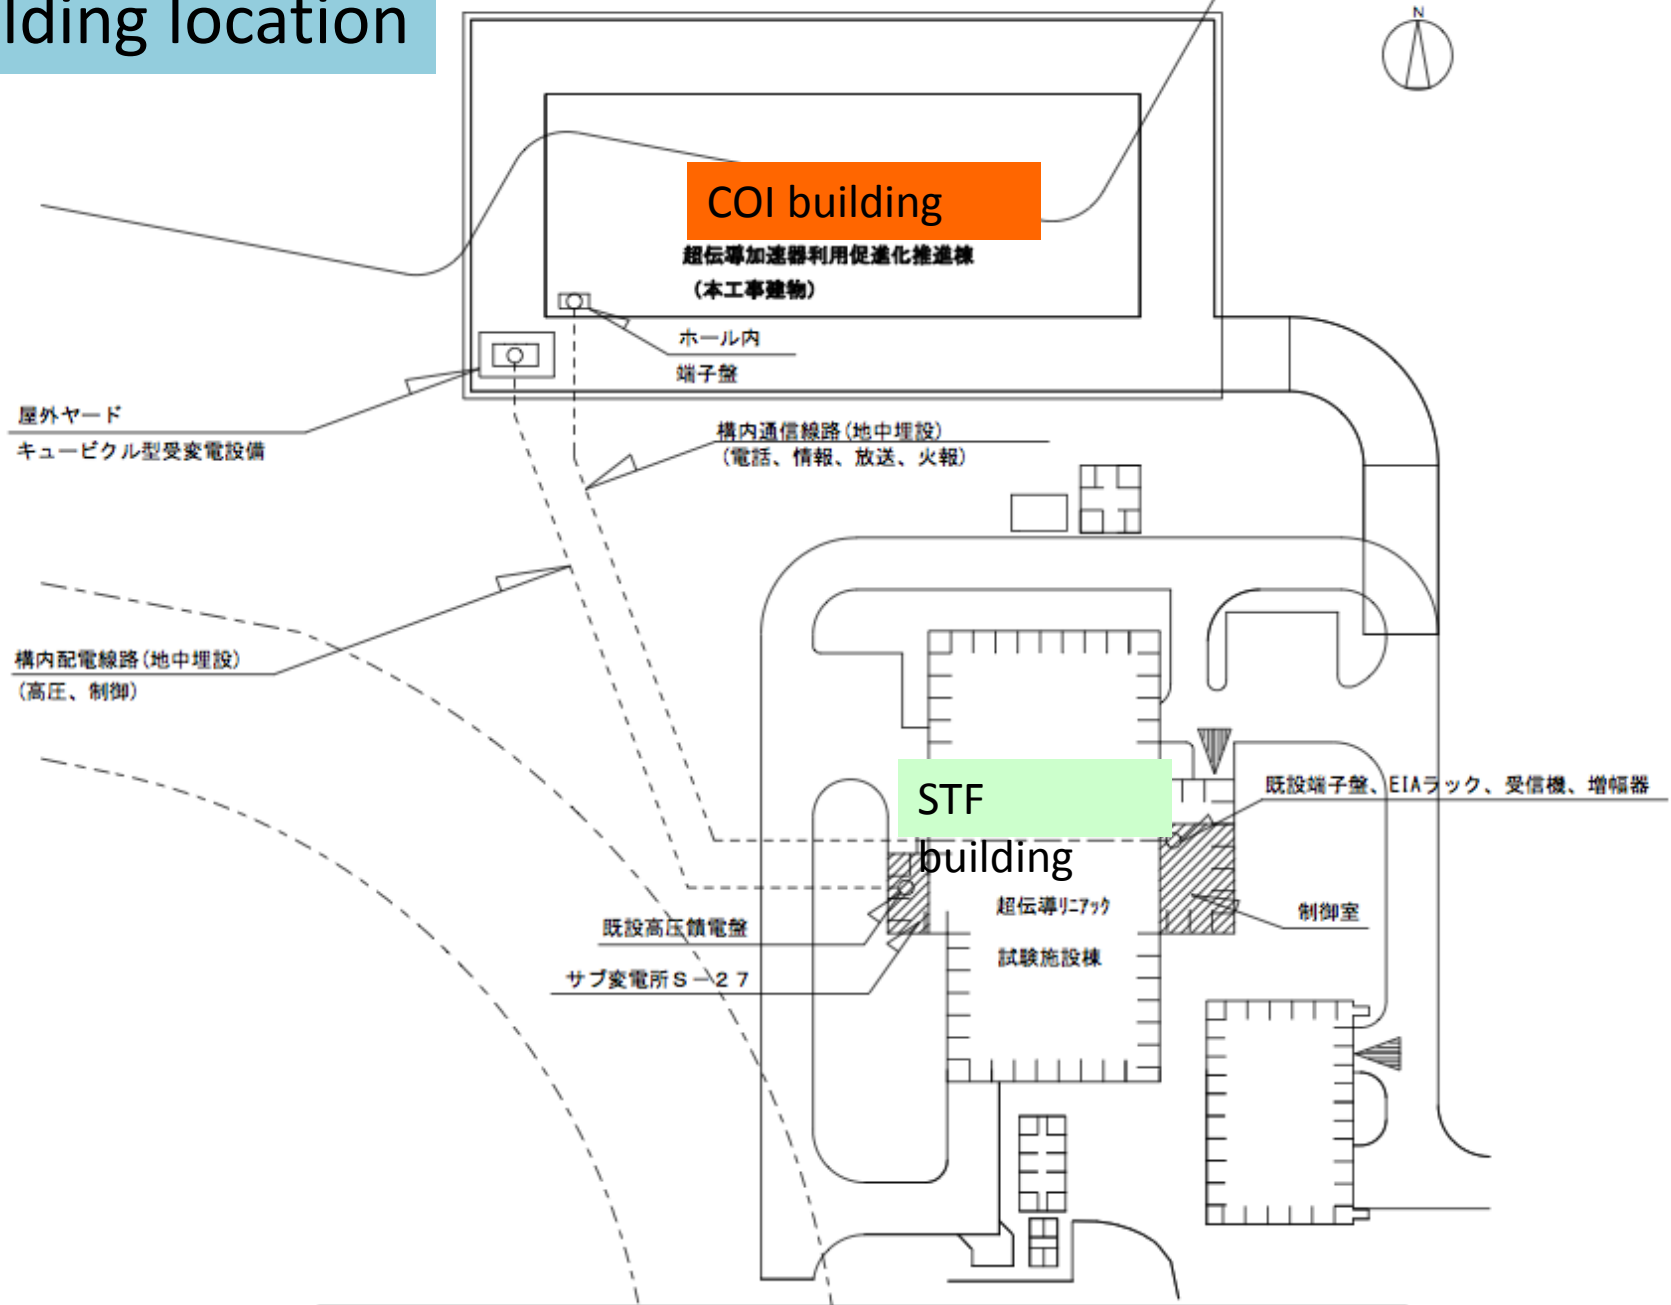 lding location
N
COI building
超伝導加速器利用促進化推進棟
(本工事建物)
ホール内
端子盤
屋外ヤード
キュービクル型受変電設備
構内通信線路(地中埋設)
(電話、情報、放送、火報)
構内配電線路(地中埋設)
(高圧、制御)
STF
building
既設端子盤、EIAラック、受信機、増幅器
超伝導リニアック
試験施設棟
制御室
既設高圧饋電盤
サブ変電所S-27